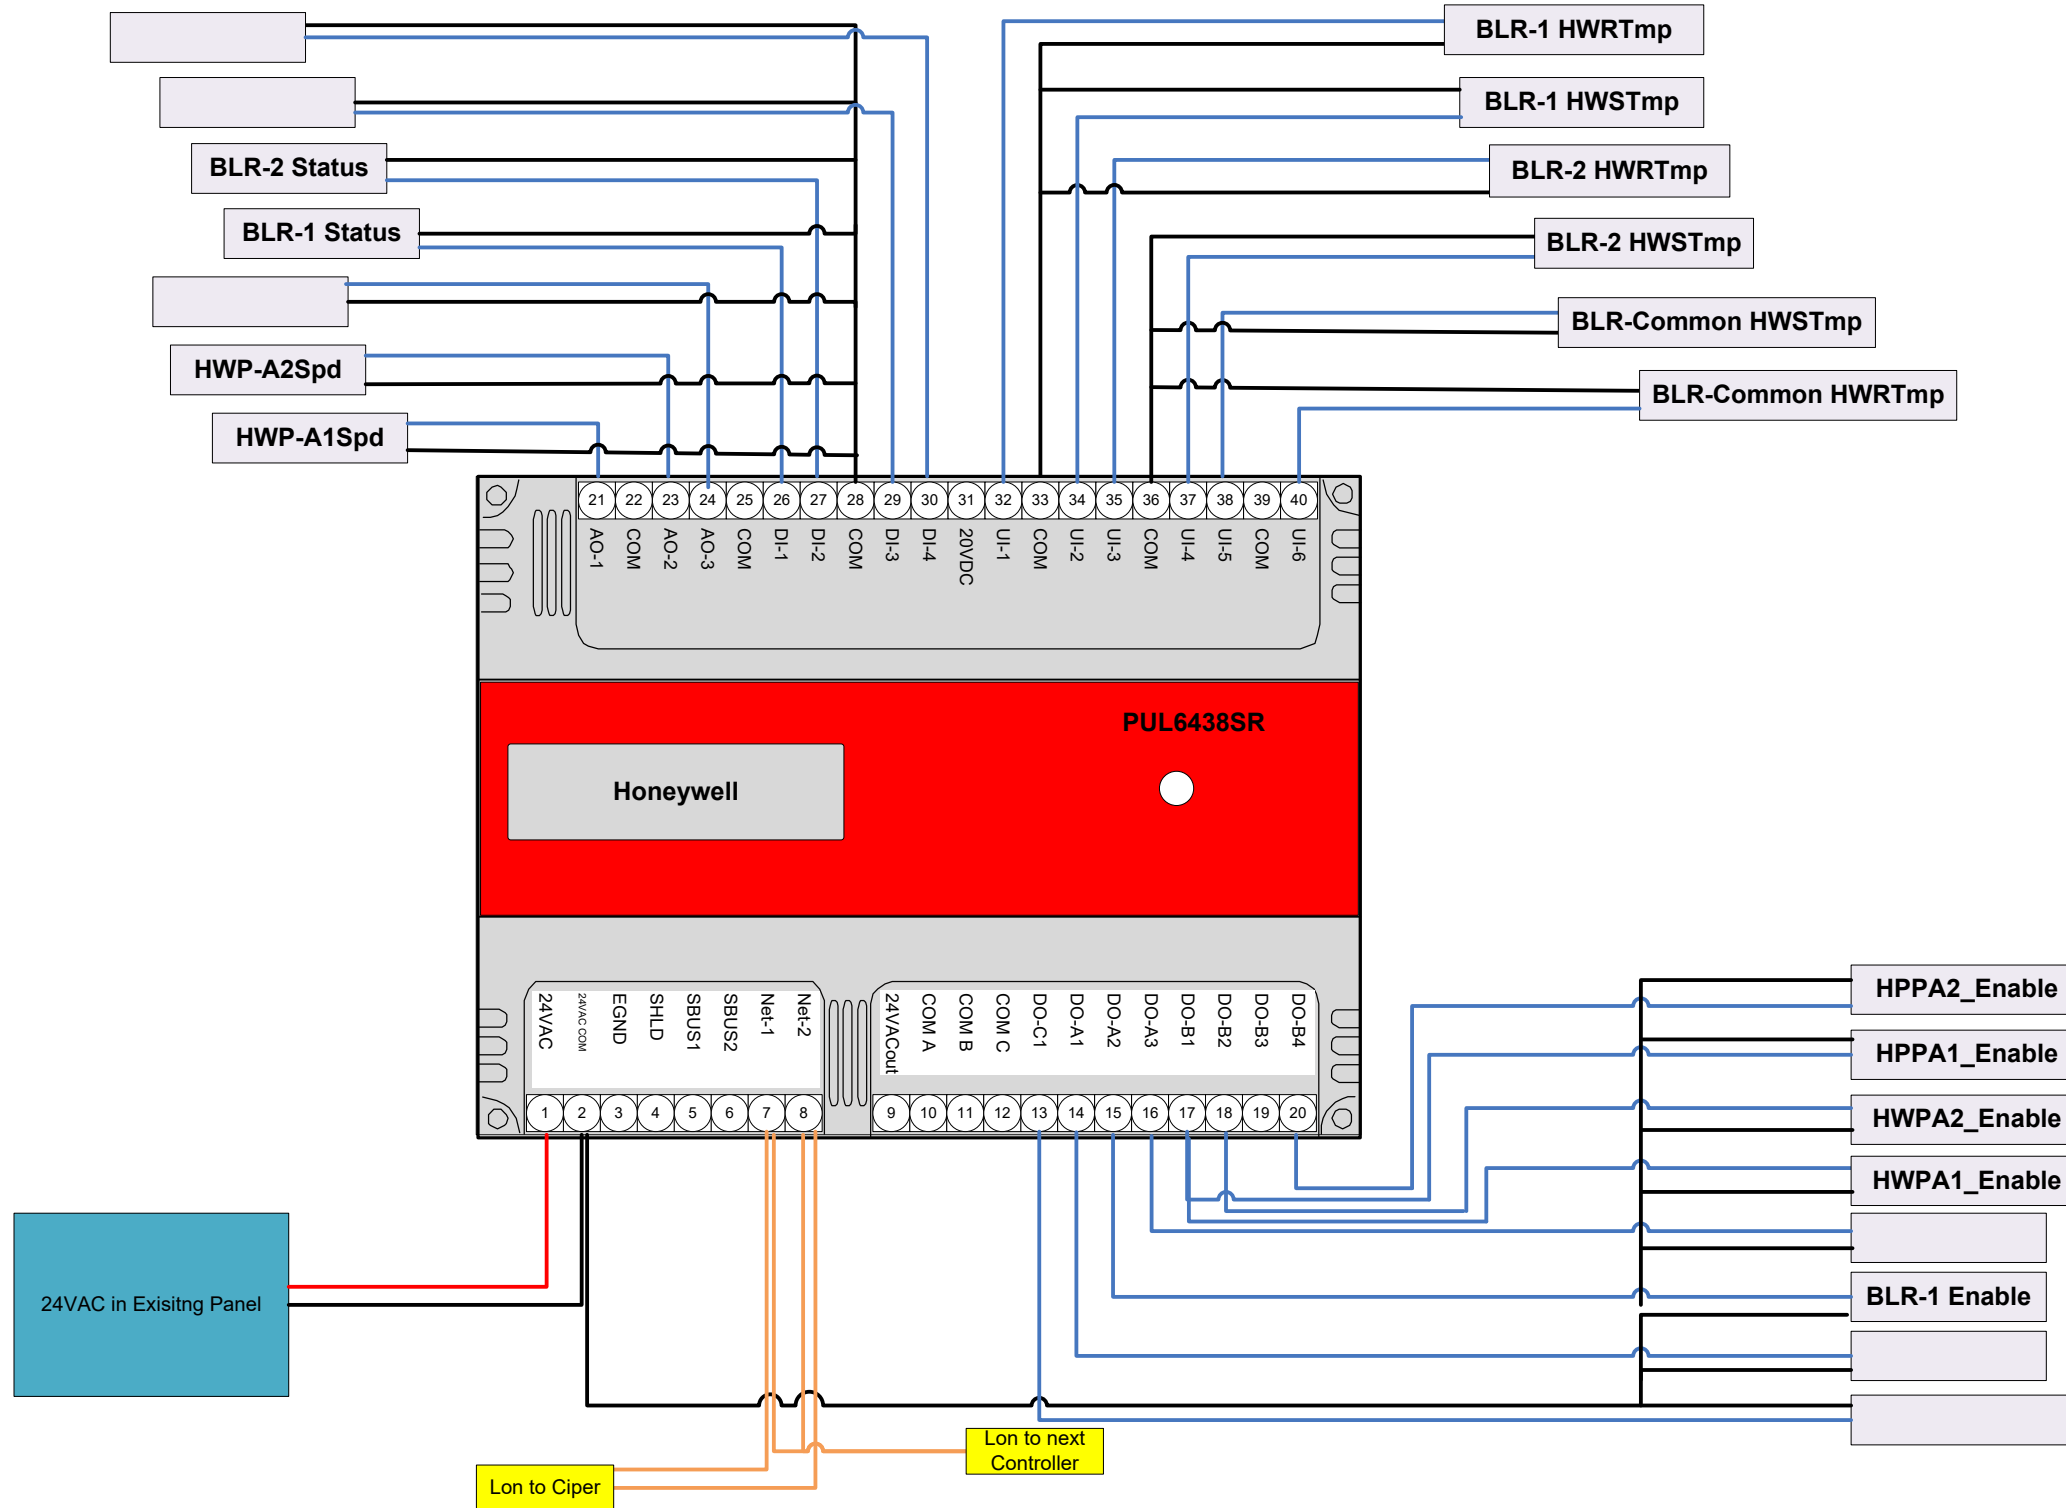 BLR-1 HWRTmp
BLR-1 HWSTmp
BLR-2 Status
BLR-2 HWRTmp
BLR-1 Status
BLR-2 HWSTmp
BLR-Common HWSTmp
HWP-A2Spd
BLR-Common HWRTmp
HWP-A1Spd
21 22 23 24 25 26 27 28 29 30 31 32 33 34 35 36 37 38 39 40
AO-1
COM
AO-2
AO-3
COM
DI-1
DI-2
COM
DI-3
DI-4
20VDC
UI-1
COM
UI-2
UI-3
COM
UI-4
UI-5
COM
UI-6
PUL6438SR
Honeywell
24VAC
24VAC COM
EGND
SHLD
SBUS1
SBUS2
Net-1
Net-2
24VACout
COM A
COM B
COM C
DO-C1
DO-A1
DO-A2
DO-A3
DO-B1
DO-B2
DO-B3
DO-B4
1 2 3 4 5 6 7 8 9 10 11 12 13 14 15 16 17 18 19 20
HPPA2_Enable
HPPA1_Enable
HWPA2_Enable
HWPA1_Enable
BLR-1 Enable
24VAC in Exisitng Panel
Lon to next
Controller
Lon to Ciper